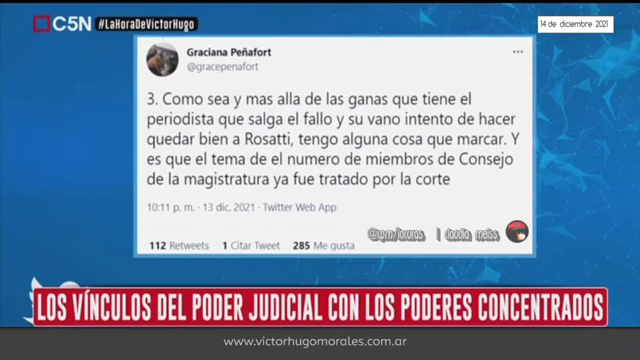 C5N
#LaHoraDeVictorHugo
14 de diciembre 2021
Graciana Peñafort
@gracepenafort
3. Como sea y mas alla de las ganas que tiene el
periodista que salga el fallo y su vano intento de hacer
quedar bien a Rosatti, tengo alguna cosa que marcar. Y
es que el tema de el numero de miembros de Consejo
de la magistratura ya fue tratado por la corte
10:11 p. m. · 13 dic. 2021 · Twitter Web App
112 Retweets 1 Citar Tweet 285 Me gusta
claudia meiss
LOS VÍNCULOS DEL PODER JUDICIAL CON LOS PODERES CONCENTRADOS
www.victorhugomorales.com.ar